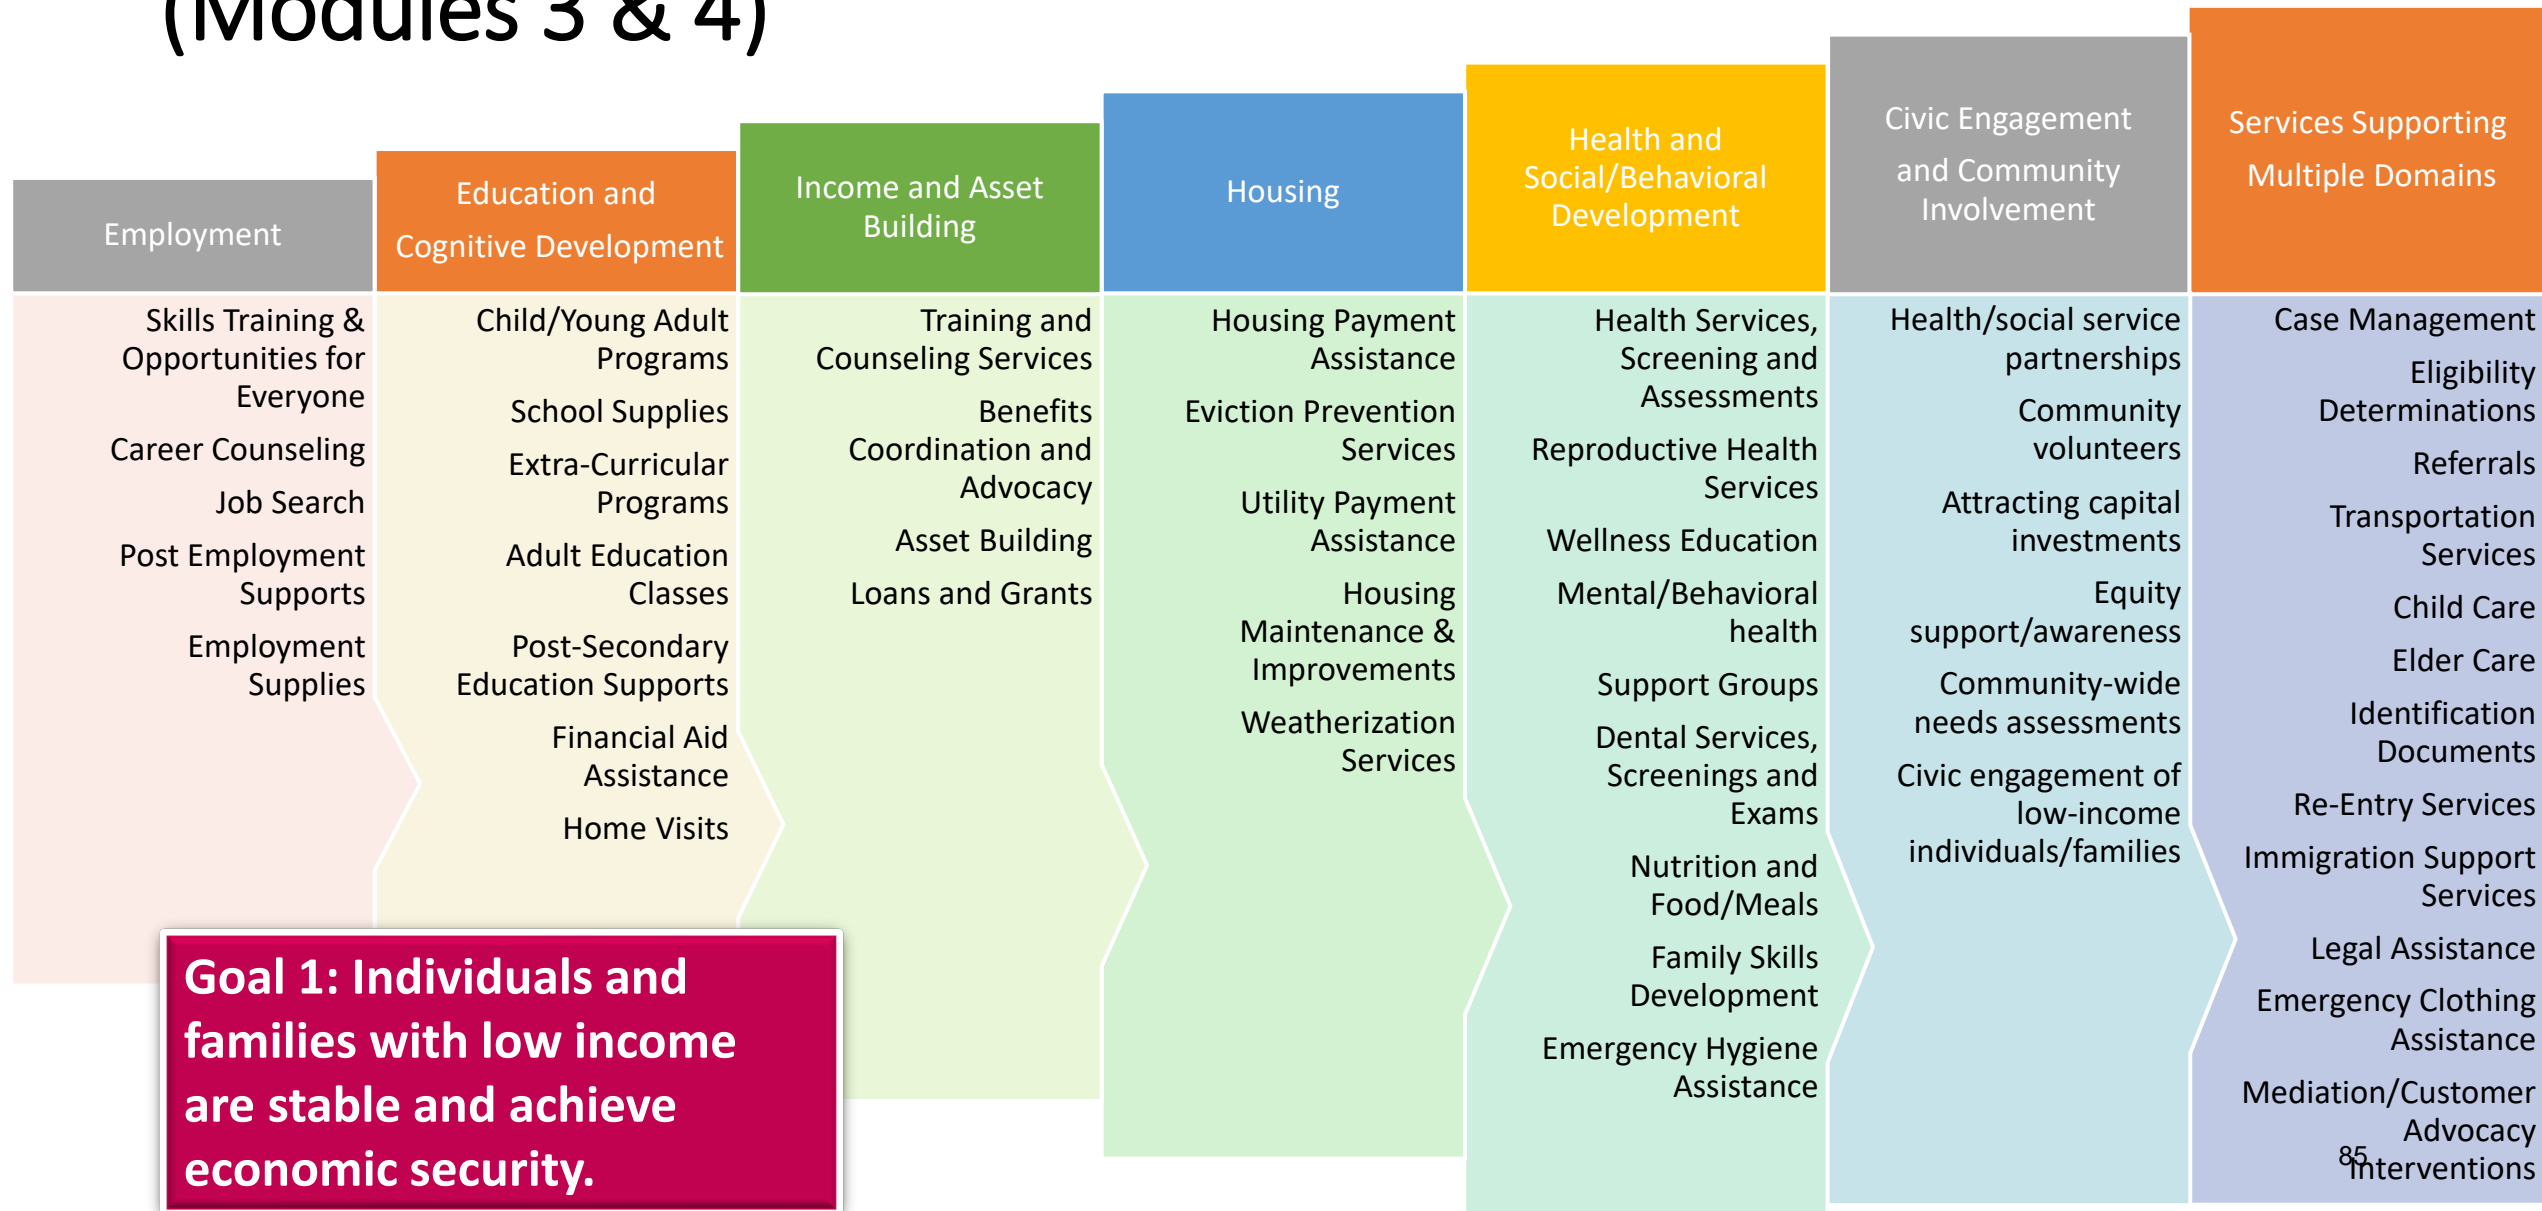 (Modules 3 & 4)
Employment
Skills Training &
Opportunities for
Everyone
Career Counseling
Job Search
Post Employment
Supports
Employment
Supplies
Education and
Cognitive Development
Child/Young Adult
Programs
School Supplies
Extra-Curricular
Programs
Adult Education
Classes
Post-Secondary
Education Supports
Financial Aid
Assistance
Home Visits
Income and Asset
Building
Training and
Counseling Services
Benefits
Coordination and
Advocacy
Asset Building
Loans and Grants
Housing
Housing Payment
Assistance
Eviction Prevention
Services
Utility Payment
Assistance
Housing
Maintenance &
Improvements
Weatherization
Services
Health and
Social/Behavioral
Development
Health Services,
Screening and
Assessments
Reproductive Health
Services
Wellness Education
Mental/Behavioral
health
Support Groups
Dental Services,
Screenings and
Exams
Nutrition and
Food/Meals
Family Skills
Development
Emergency Hygiene
Assistance
Civic Engagement
and Community
Involvement
Health/social service
partnerships
Community
volunteers
Attracting capital
investments
Equity
support/awareness
Community-wide
needs assessments
Civic engagement of
low-income
individuals/families
Services Supporting
Multiple Domains
Case Management
Eligibility
Determinations
Referrals
Transportation
Services
Child Care
Elder Care
Identification
Documents
Re-Entry Services
Immigration Support
Services
Legal Assistance
Emergency Clothing
Assistance
Mediation/Customer
Advocacy
Interventions
85
Goal 1: Individuals and
families with low income
are stable and achieve
economic security.